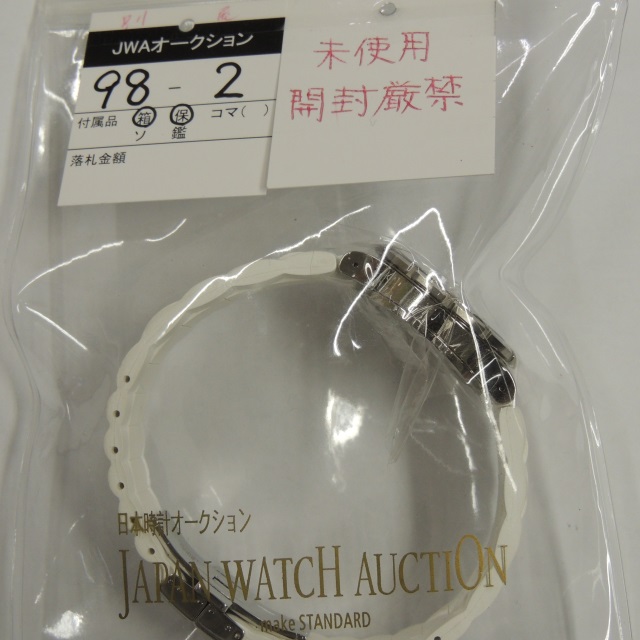 JWAオークション
98 - 2
付属品 箱 保 コマ( )
ソ 鑑
落札金額
未使用
開封厳禁
日本時計オークション
JAPAN WATCH AUCTION
make STANDARD